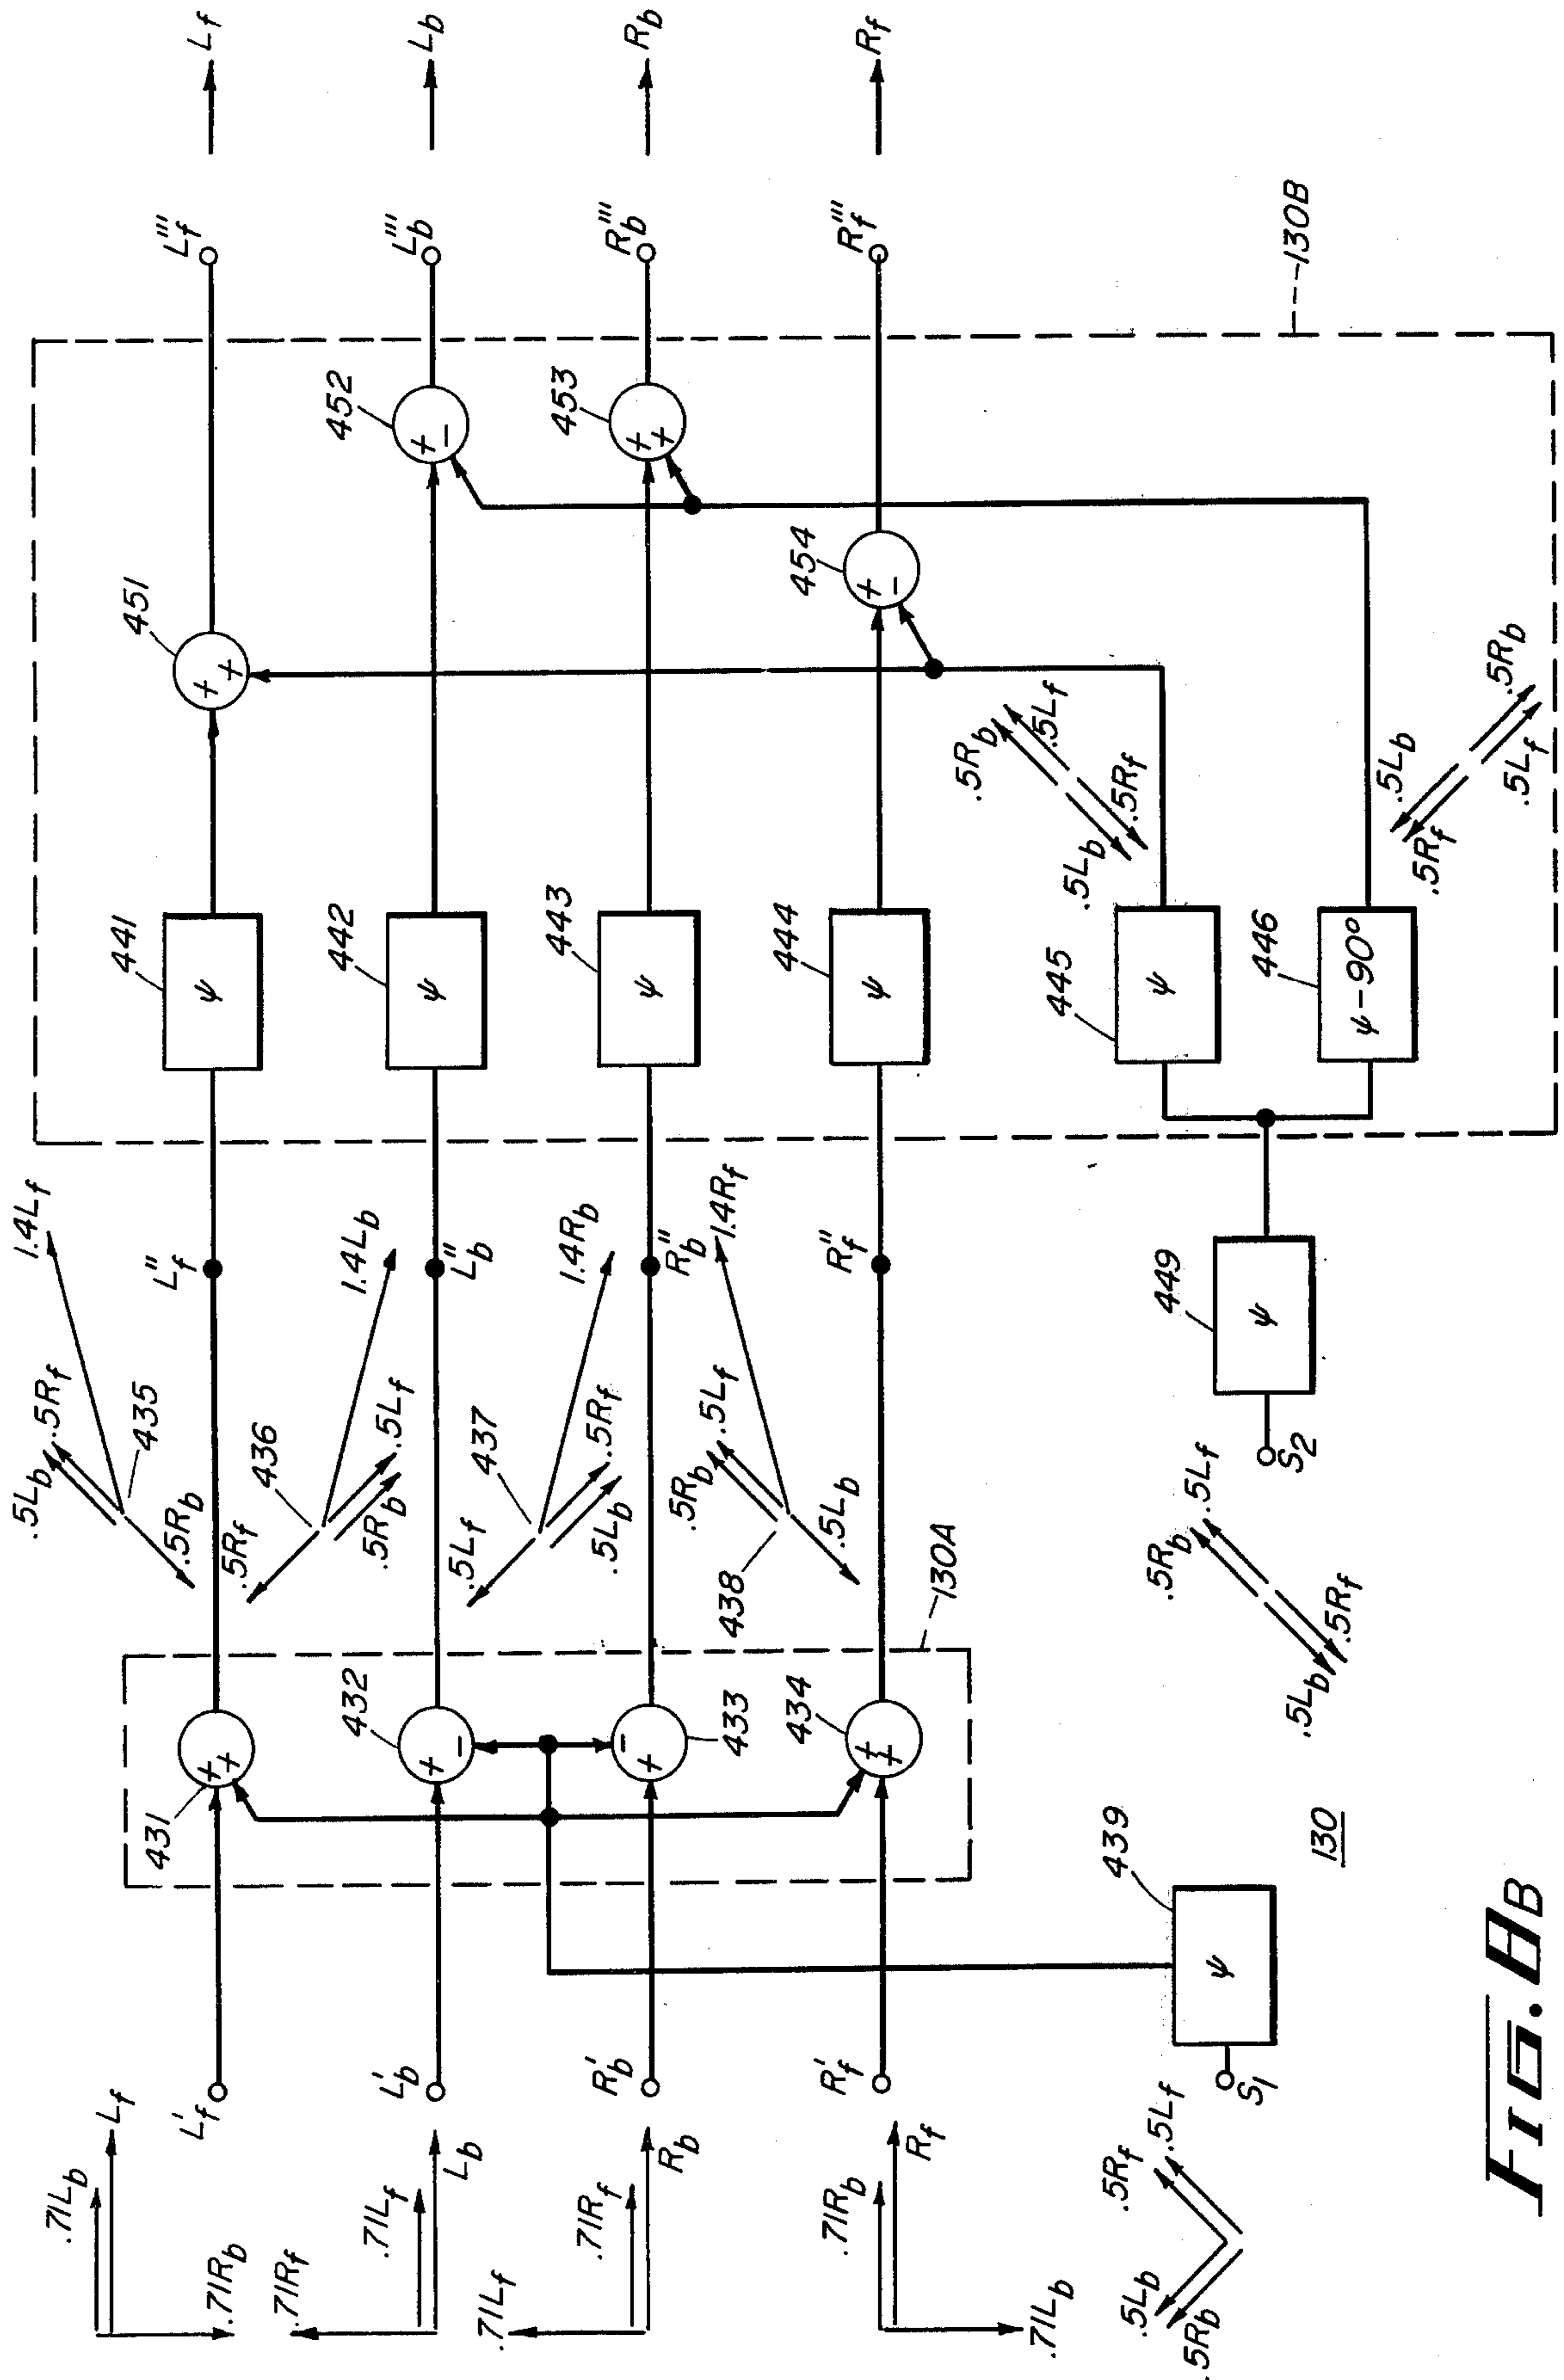 .71Lb
Lf
.71Rb
L'f
.71Rf
.71Lf
Lb
L'b
.71Lf
.71Rf
Rb
R'b
.71Rb
Rf
.71Lb
R'f
.5Lb
.5Rb
.5Rf
.5Lf
S1
439
ψ
431
+
+
432
+
−
433
−
+
434
+
+
130A
.5Lb
.5Rf
435
1.4Lf
.5Rb
L"f
.5Rf
436
1.4Lb
.5Lf
.5Rb
L"b
.5Lf
437
1.4Rb
.5Rf
.5Lb
R"b
.5Rb
.5Lf
438
1.4Rf
.5Lb
R"f
.5Rb
.5Lf
.5Lb
.5Rf
S2
449
ψ
441
ψ
442
ψ
443
ψ
444
ψ
445
ψ
446
ψ−90°
.5Rb
.5Lf
.5Lb
.5Rf
.5Lb
.5Rf
.5Rb
.5Lf
451
+
+
452
+
−
453
+
+
454
+
−
130B
L'''f
Lf
L'''b
Lb
R'''b
Rb
R'''f
Rf
130
FIG. 8B